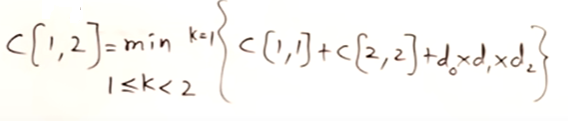 C[1,2]=min k=1{ C[1,1]+C[2,2]+d₀×d₁×d₂}
1≤K<2